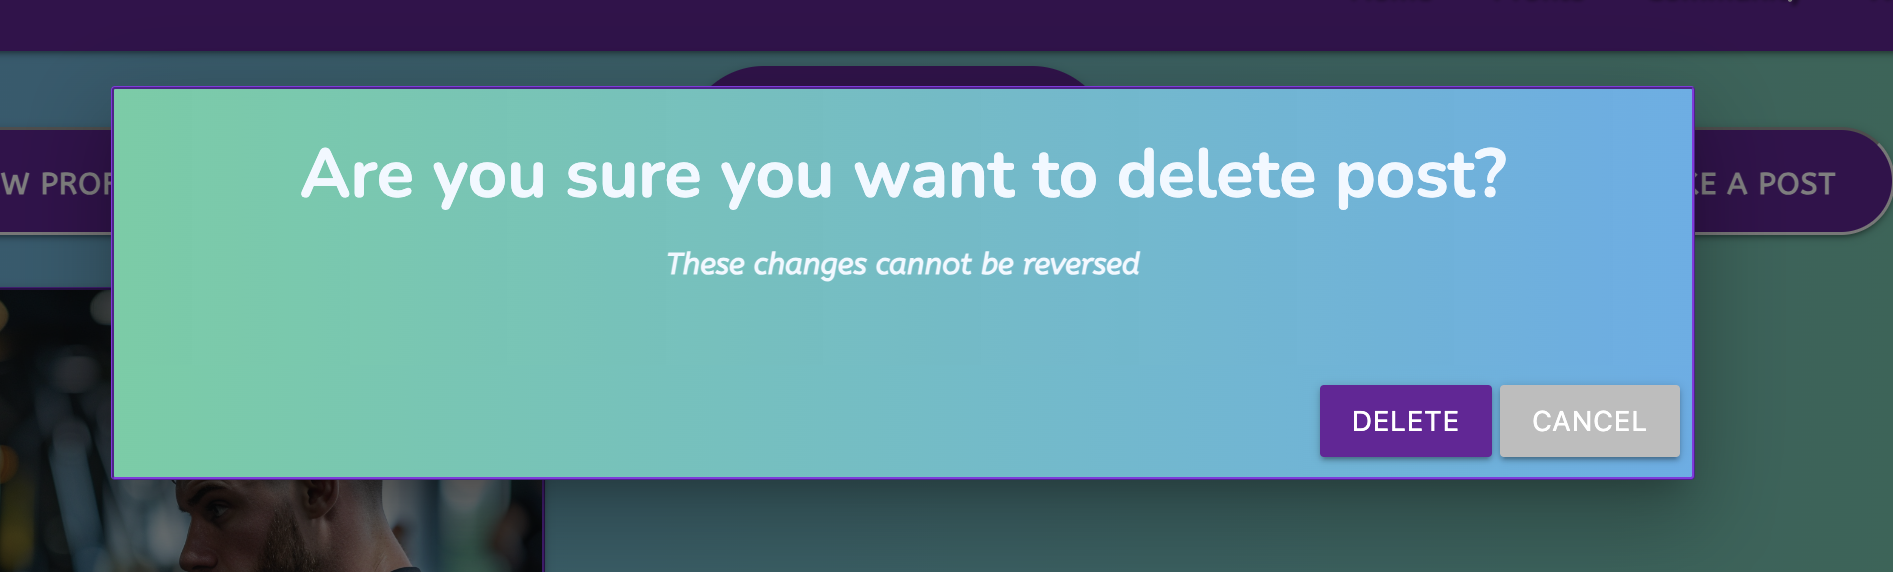 Are you sure you want to delete post?
W PROF
E A POST
These changes cannot be reversed
DELETE CANCEL